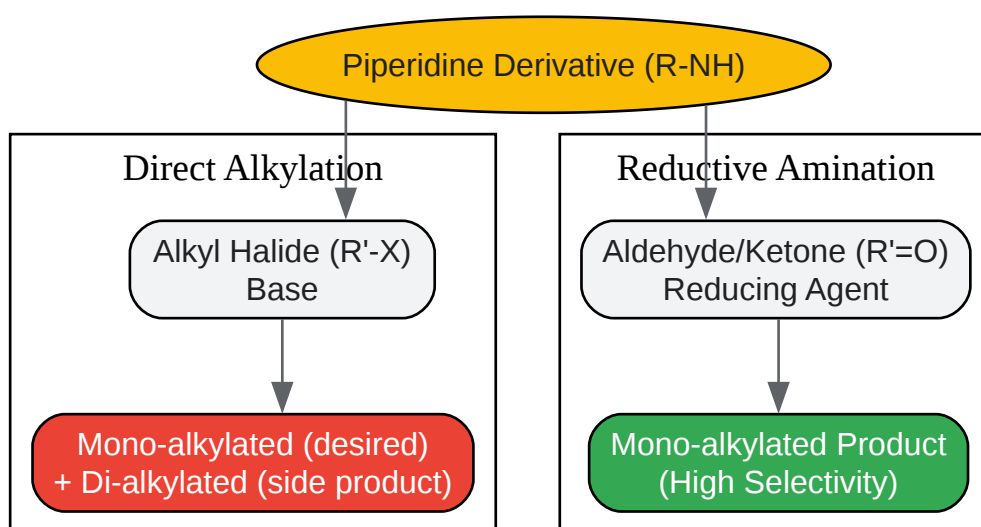 Piperidine Derivative (R-NH)
Direct Alkylation
Alkyl Halide (R'-X)
Base
Mono-alkylated (desired)
+ Di-alkylated (side product)
Reductive Amination
Aldehyde/Ketone (R'=O)
Reducing Agent
Mono-alkylated Product
(High Selectivity)